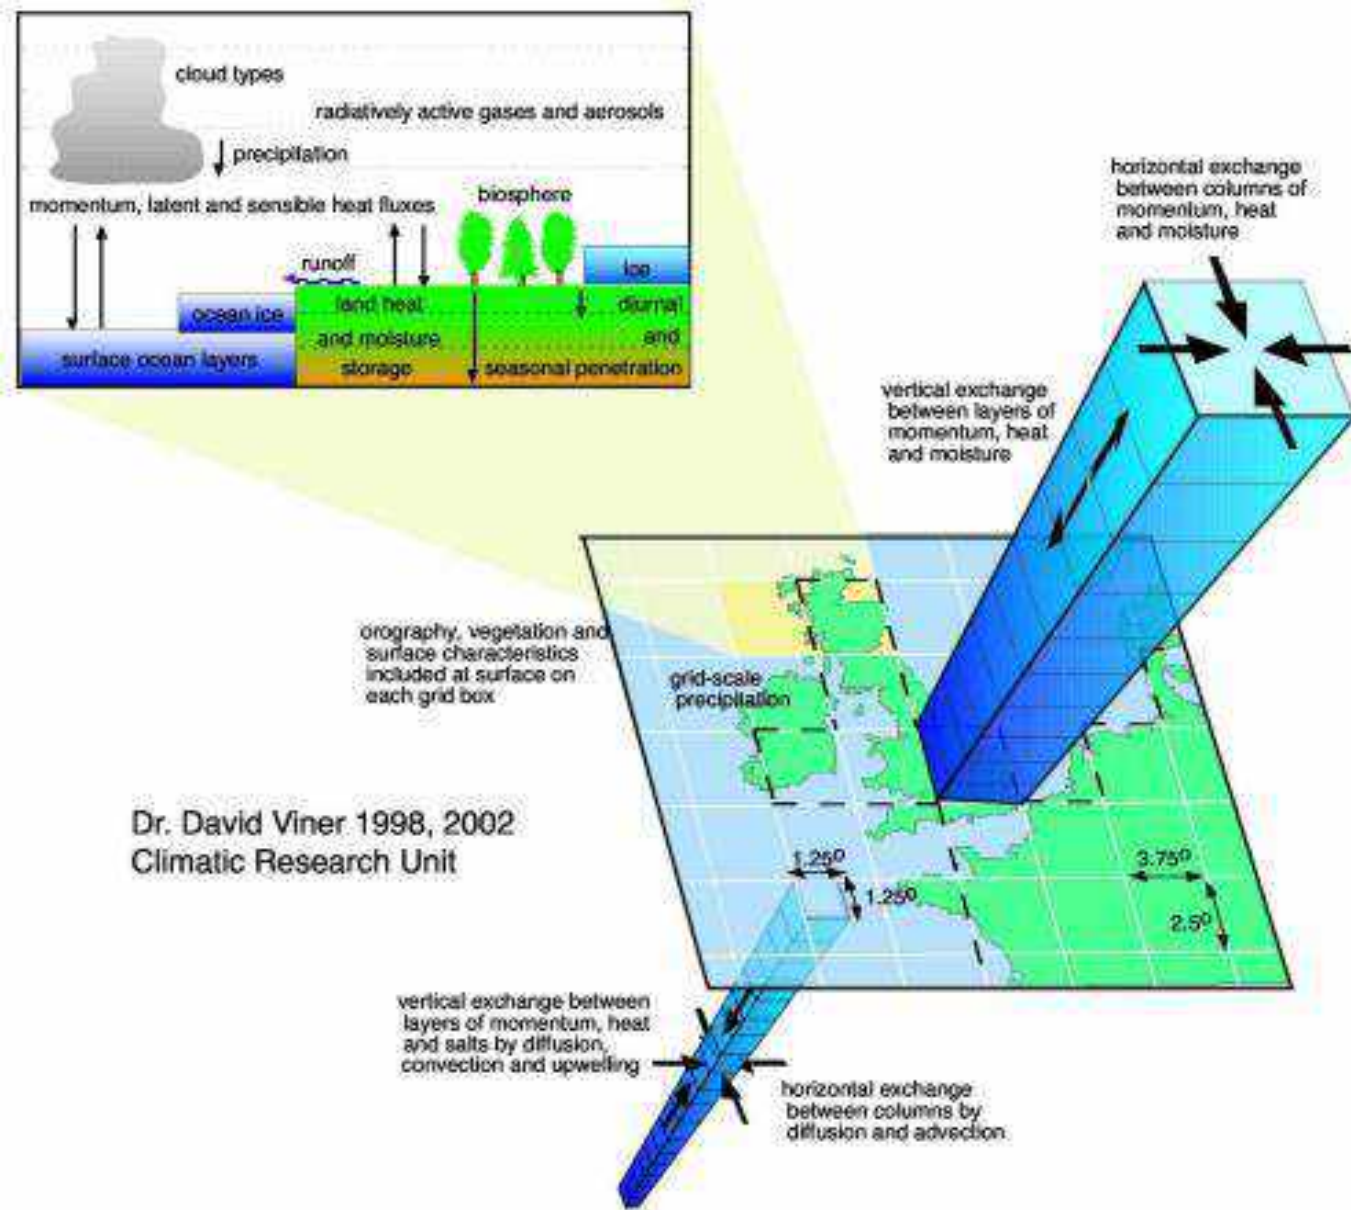 cloud types
radiatively active gases and aerosols
precipitation
momentum, latent and sensible heat fluxes
biosphere
runoff
ice
ocean ice
land heat
diurnal
and moisture
and
surface ocean layers
storage
seasonal penetration
horizontal exchange
between columns of
momentum, heat
and moisture
vertical exchange
between layers of
momentum, heat
and moisture
orography, vegetation and
surface characteristics
included at surface on
each grid box
grid-scale
precipitation
Dr. David Viner 1998, 2002
Climatic Research Unit
1.25º
1.25º
3.75º
2.5º
vertical exchange between
layers of momentum, heat
and salts by diffusion,
convection and upwelling
horizontal exchange
between columns by
diffusion and advection